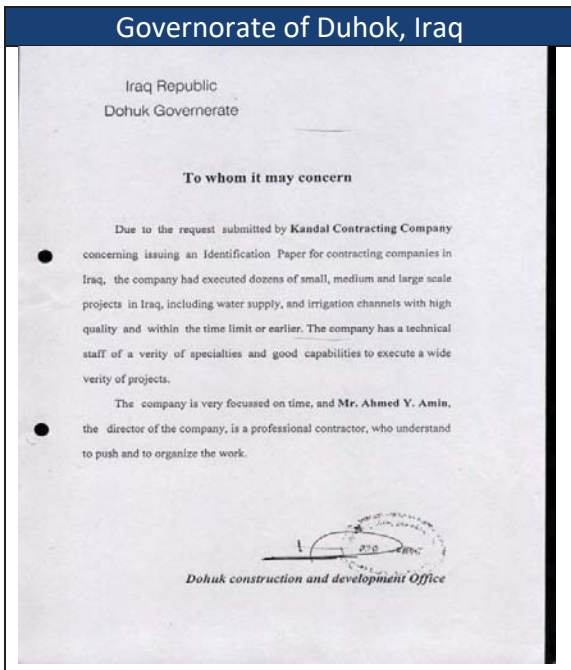 Governorate of Duhok, Iraq
Iraq Republic
Dohuk Governerate
To whom it may concern
Due to the request submitted by Kandal Contracting Company
concerning issuing an Identification Paper for contracting companies in
Iraq, the company had executed dozens of small, medium and large scale
projects in Iraq, including water supply, and irrigation channels with high
quality and within the time limit or earlier. The company has a technical
staff of a verity of specialties and good capabilities to execute a wide
verity of projects.
The company is very focussed on time, and Mr. Ahmed Y. Amin,
the director of the company, is a professional contractor, who understand
to push and to organize the work.
Dohuk construction and development Office